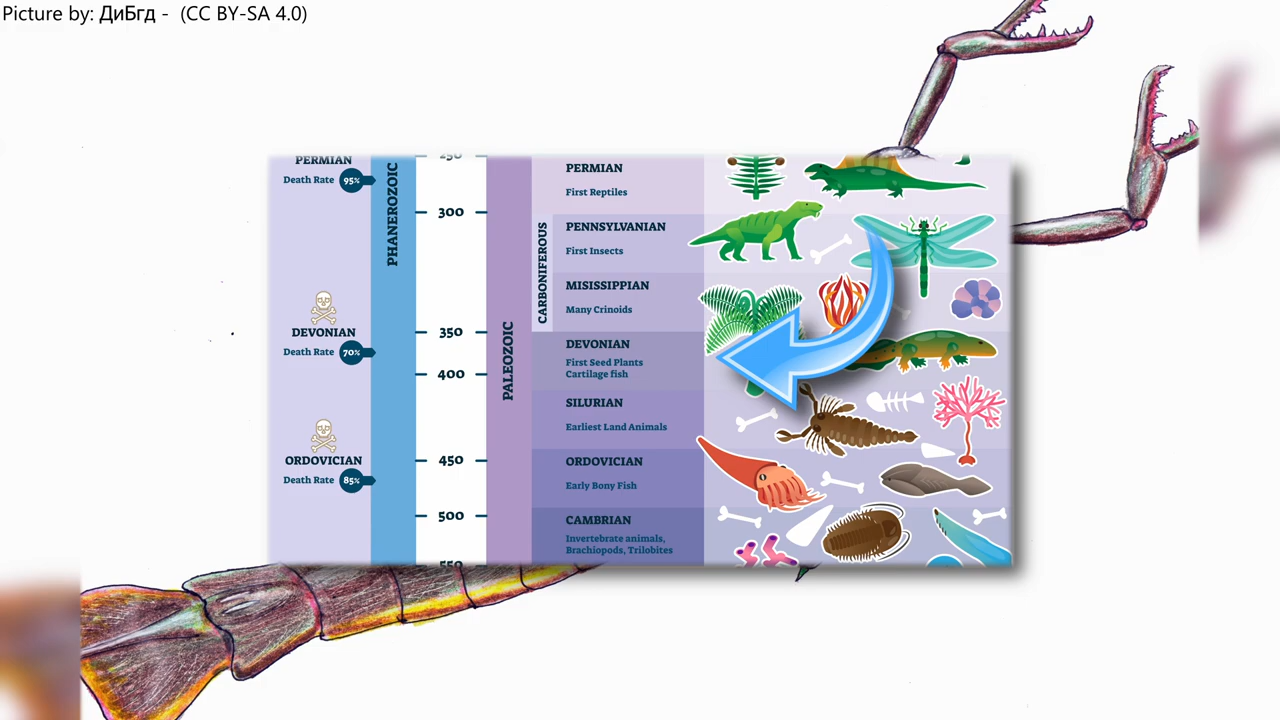 Picture by: ДиБгд - (CC BY-SA 4.0)
PERMIAN
Death Rate 95%
DEVONIAN
Death Rate 70%
ORDOVICIAN
Death Rate 85%
PHANEROZOIC
250
300
350
400
450
500
550
PALEOZOIC
CARBONIFEROUS
PERMIAN
First Reptiles
PENNSYLVANIAN
First Insects
MISISSIPPIAN
Many Crinoids
DEVONIAN
First Seed Plants
Cartilage fish
SILURIAN
Earliest Land Animals
ORDOVICIAN
Early Bony Fish
CAMBRIAN
Invertebrate animals,
Brachiopods, Trilobites